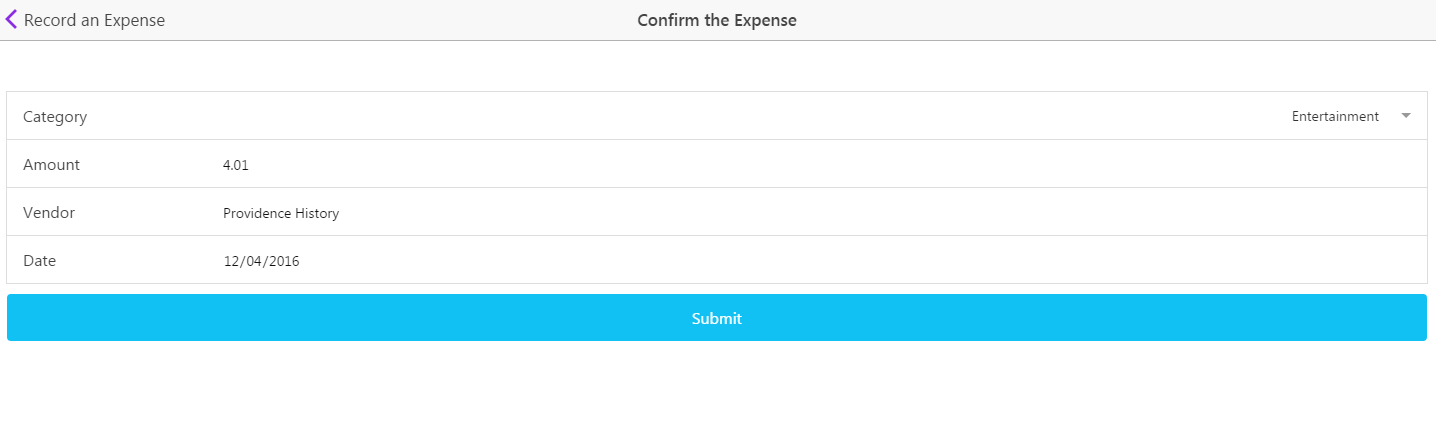 Record an Expense
Confirm the Expense
Category Entertainment
Amount 4.01
Vendor Providence History
Date 12/04/2016
Submit